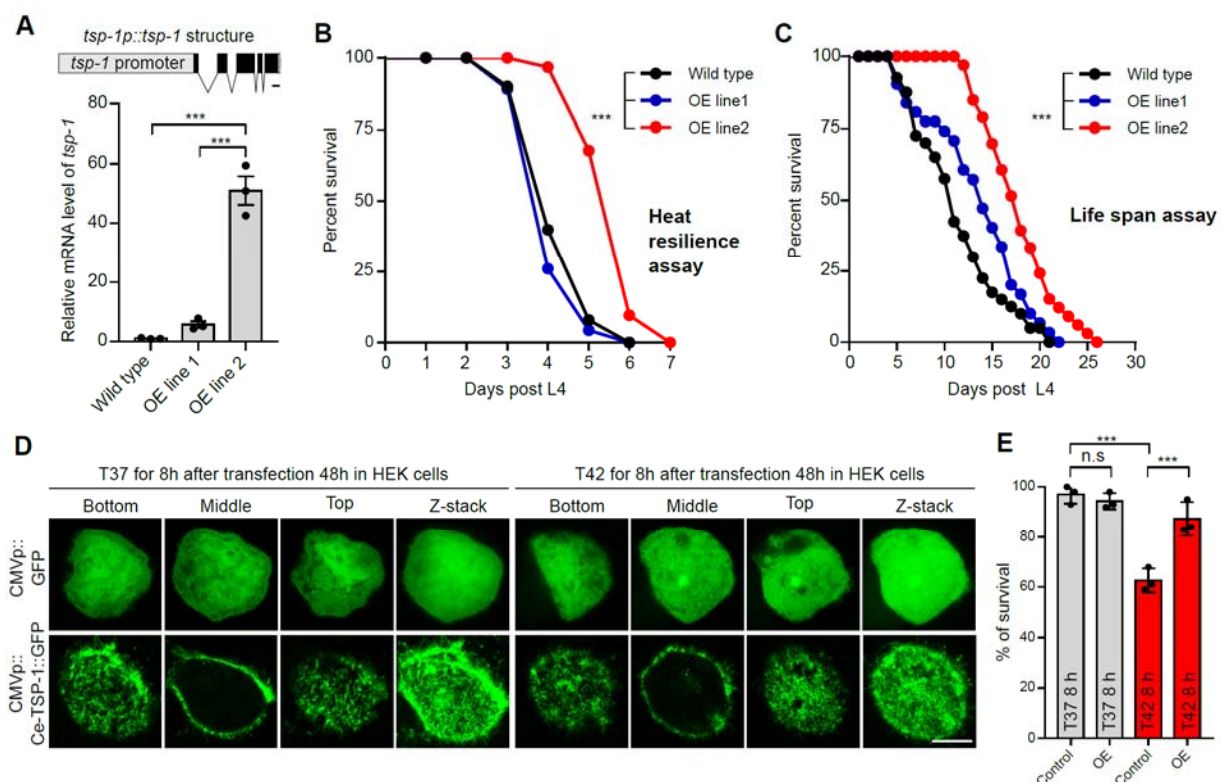 A
tsp-1p::tsp-1 structure
tsp-1 promoter
Relative mRNA level of tsp-1
80
60
40
20
0
***
***
Wild type
OE line 1
OE line 2
B
Percent survival
100
75
50
25
0
0 1 2 3 4 5 6 7
Days post L4
***
Wild type
OE line1
OE line2
Heat
resilience
assay
C
Percent survival
100
75
50
25
0
0 5 10 15 20 25 30
Days post L4
***
Wild type
OE line1
OE line2
Life span assay
D
T37 for 8h after transfection 48h in HEK cells
T42 for 8h after transfection 48h in HEK cells
Bottom Middle Top Z-stack Bottom Middle Top Z-stack
CMVp::
GFP
CMVp::
Ce-TSP-1::GFP
E
% of survival
100
80
60
40
20
0
***
n.s
***
T37 8 h
T37 8 h
T42 8 h
T42 8 h
Control
OE
Control
OE